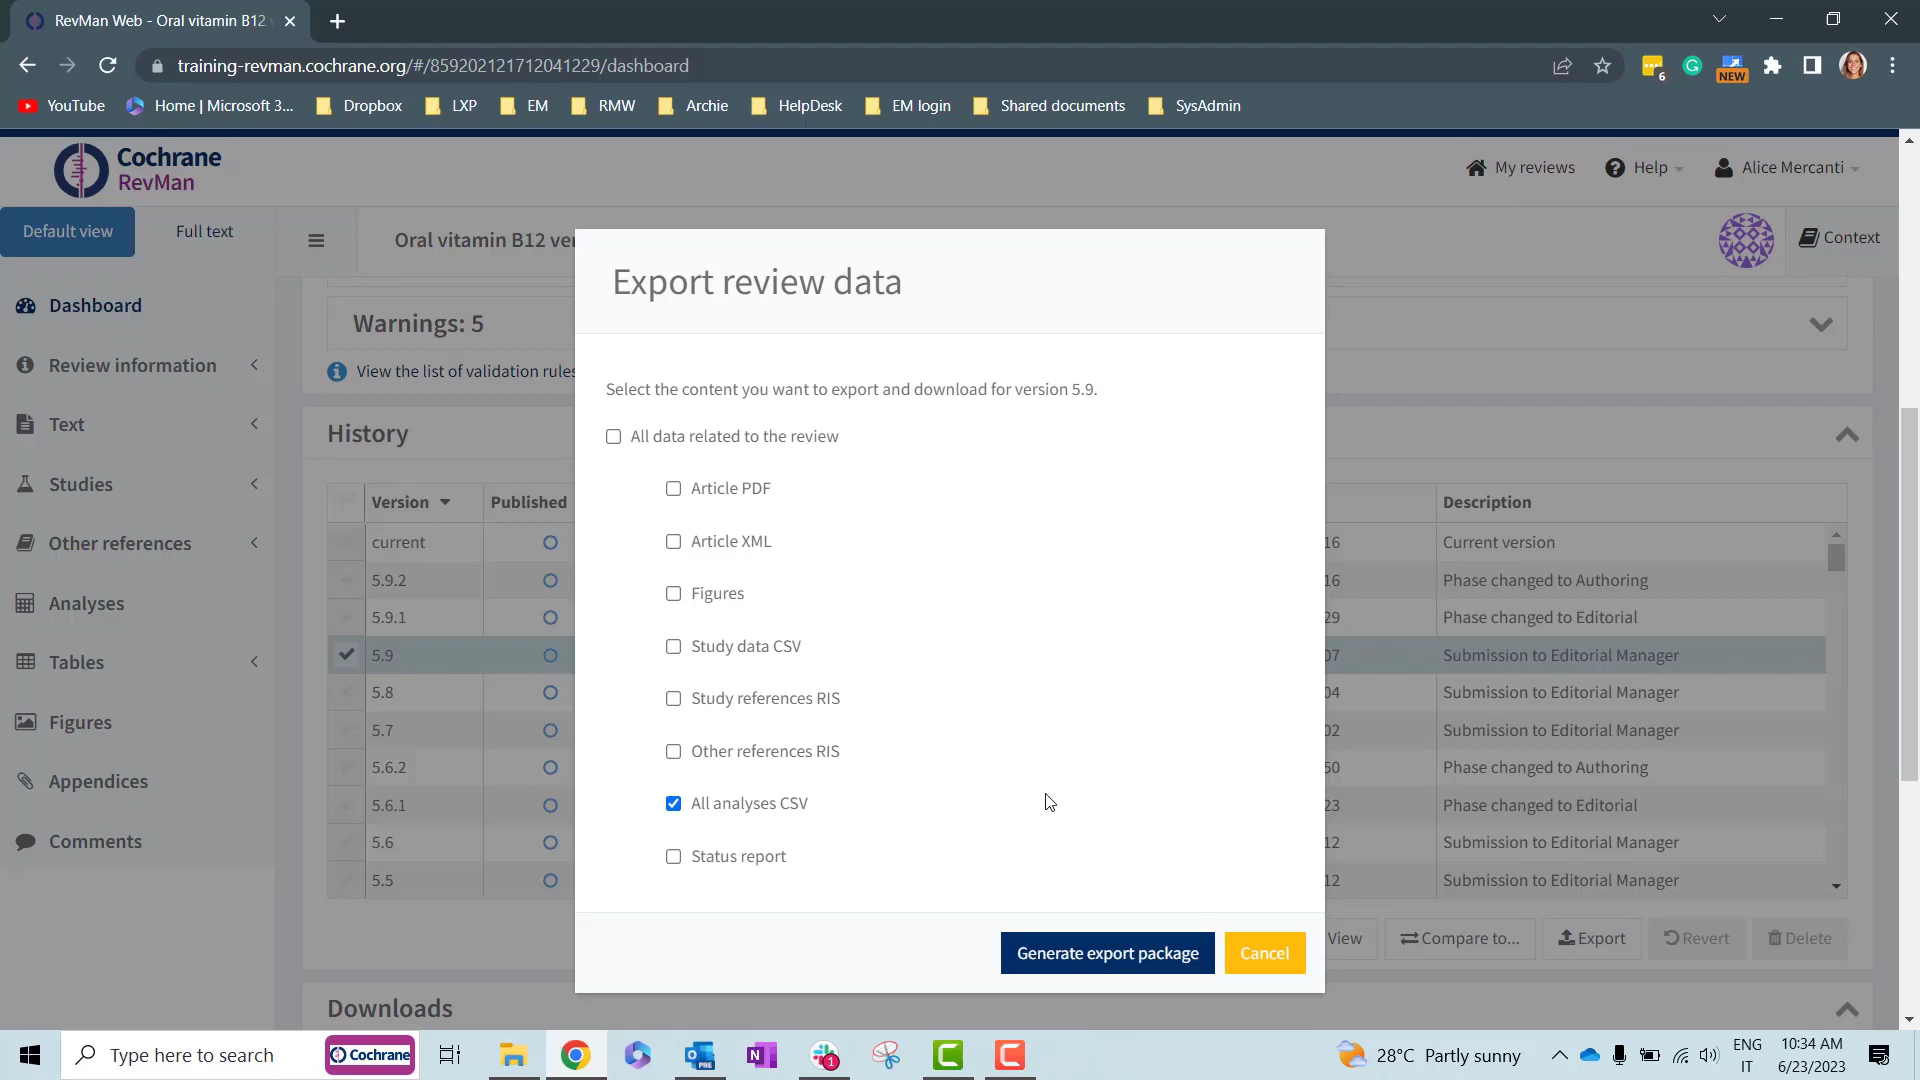 RevMan Web - Oral vitamin B12 v
training-revman.cochrane.org/#/859202121712041229/dashboard
6
NEW
YouTube
Home | Microsoft 3...
Dropbox
LXP
EM
RMW
Archie
HelpDesk
EM login
Shared documents
SysAdmin
Cochrane
RevMan
My reviews
Help
Alice Mercanti
Default view
Full text
Oral vitamin B12 ve
Context
Dashboard
Review information
Text
Studies
Other references
Analyses
Tables
Figures
Appendices
Comments
Warnings: 5
View the list of validation rules
History
Version
Published
Description
current
16
Current version
5.9.2
16
Phase changed to Authoring
5.9.1
29
Phase changed to Editorial
5.9
07
Submission to Editorial Manager
5.8
04
Submission to Editorial Manager
5.7
02
Submission to Editorial Manager
5.6.2
50
Phase changed to Authoring
5.6.1
23
Phase changed to Editorial
5.6
12
Submission to Editorial Manager
5.5
12
Submission to Editorial Manager
View
Compare to...
Export
Revert
Delete
Downloads
Export review data
Select the content you want to export and download for version 5.9.
All data related to the review
Article PDF
Article XML
Figures
Study data CSV
Study references RIS
Other references RIS
All analyses CSV
Status report
Generate export package
Cancel
Type here to search
Cochrane
PRE
1
28°C Partly sunny
ENG
IT
10:34 AM
6/23/2023